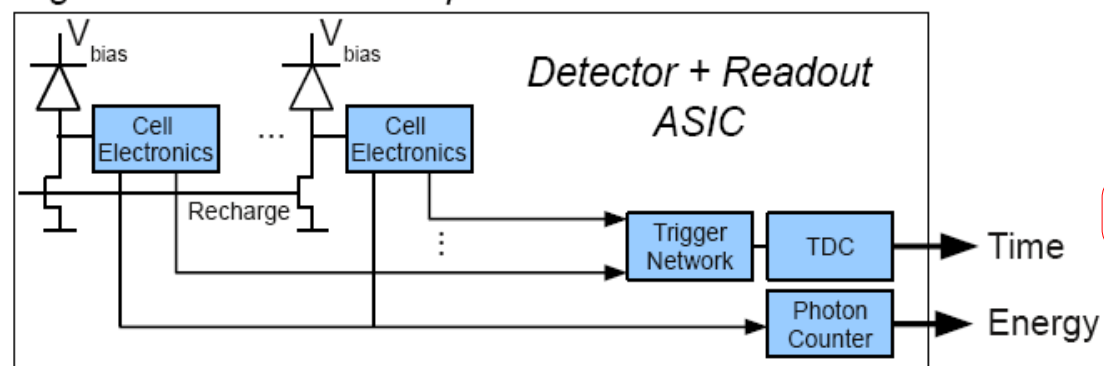 V
bias
V
bias
Detector + Readout
ASIC
Cell
Electronics
...
Cell
Electronics
Recharge
...
Trigger
Network
TDC
Time
Photon
Counter
Energy